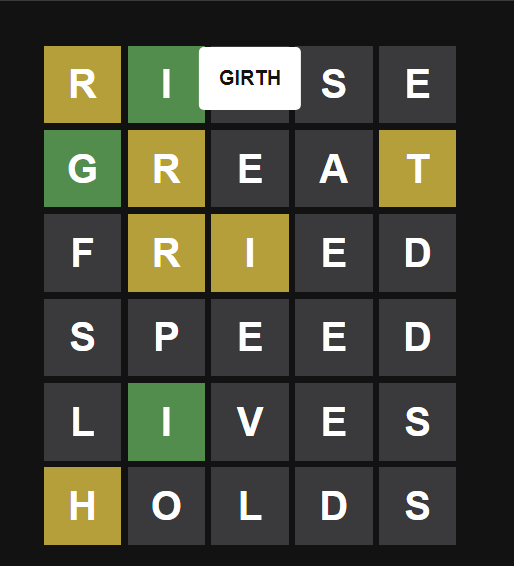 R I S E
GIRTH
G R E A T
F R I E D
S P E E D
L I V E S
H O L D S